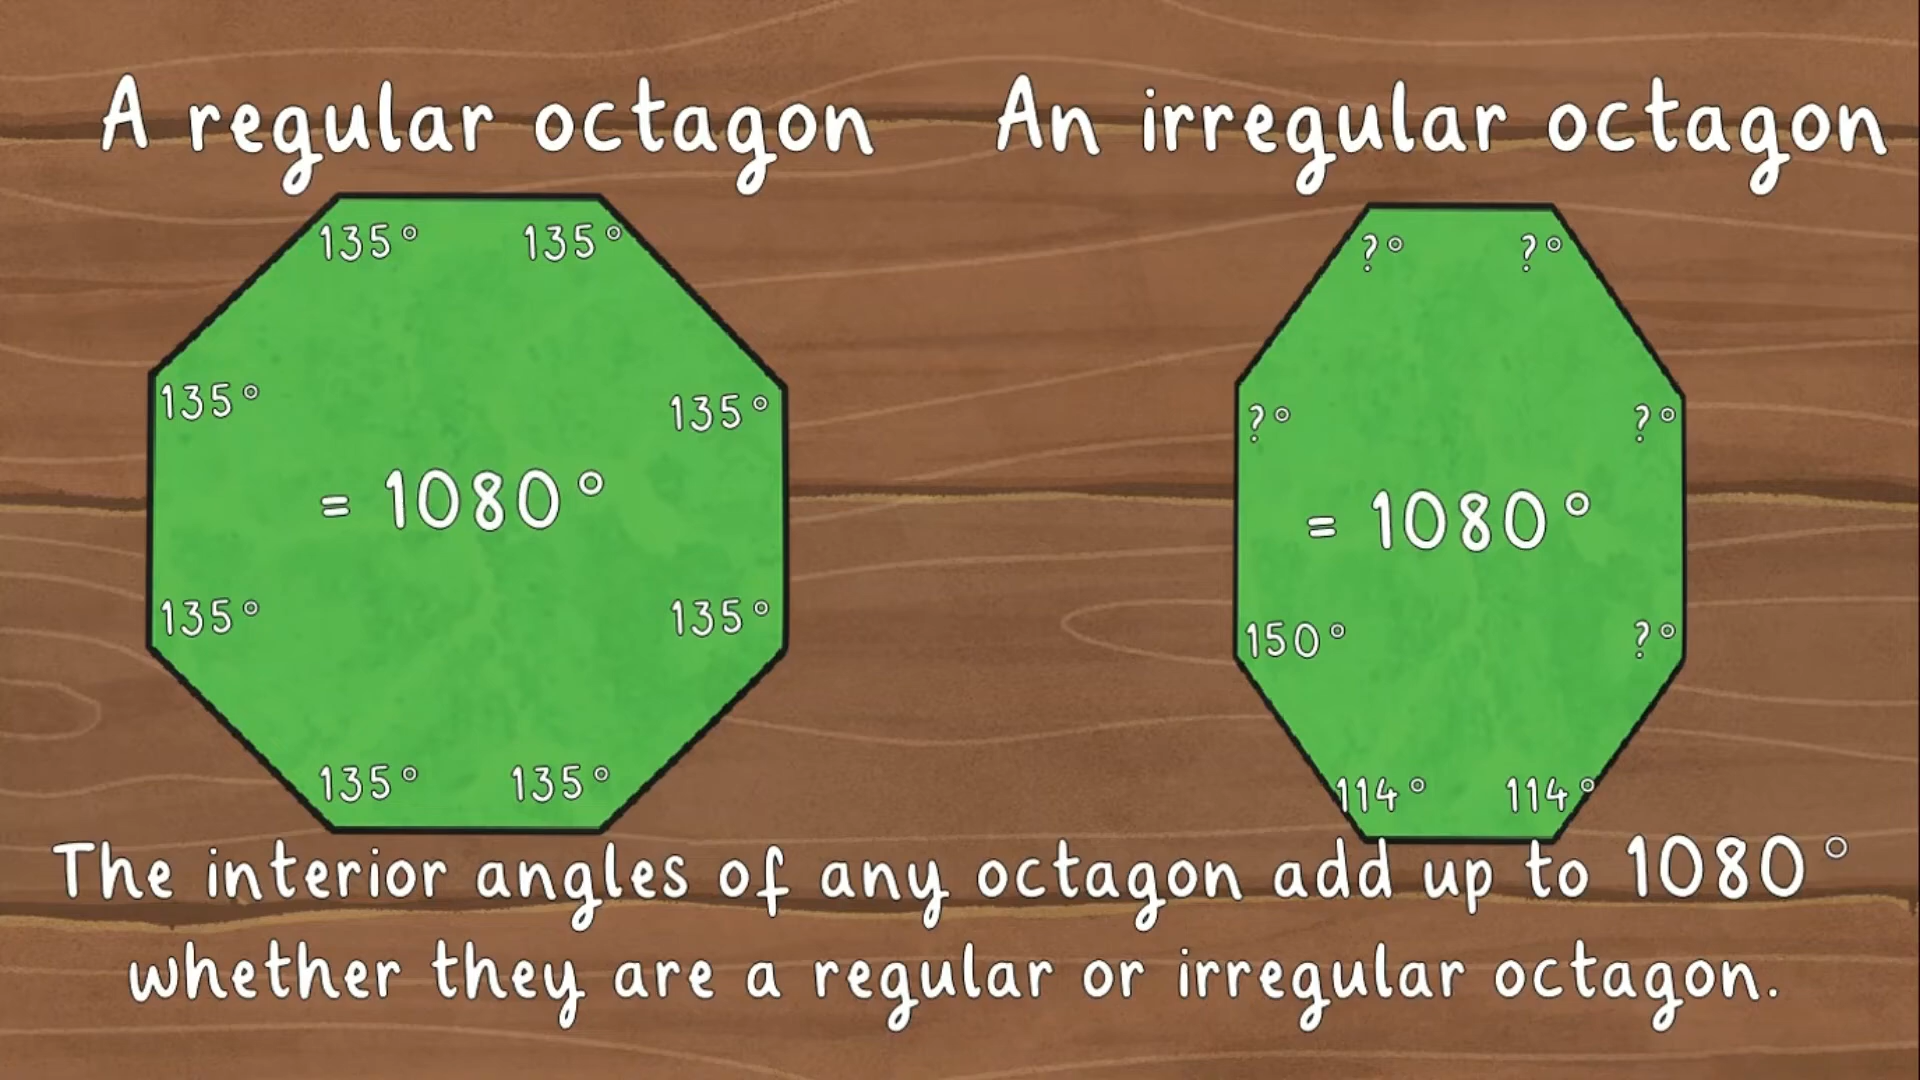 A regular octagon
An irregular octagon
135° 135°
135° 135°
= 1080°
135° 135°
135° 135°
?° ?°
?° ?°
= 1080°
150° ?°
114° 114°
The interior angles of any octagon add up to 1080°
whether they are a regular or irregular octagon.